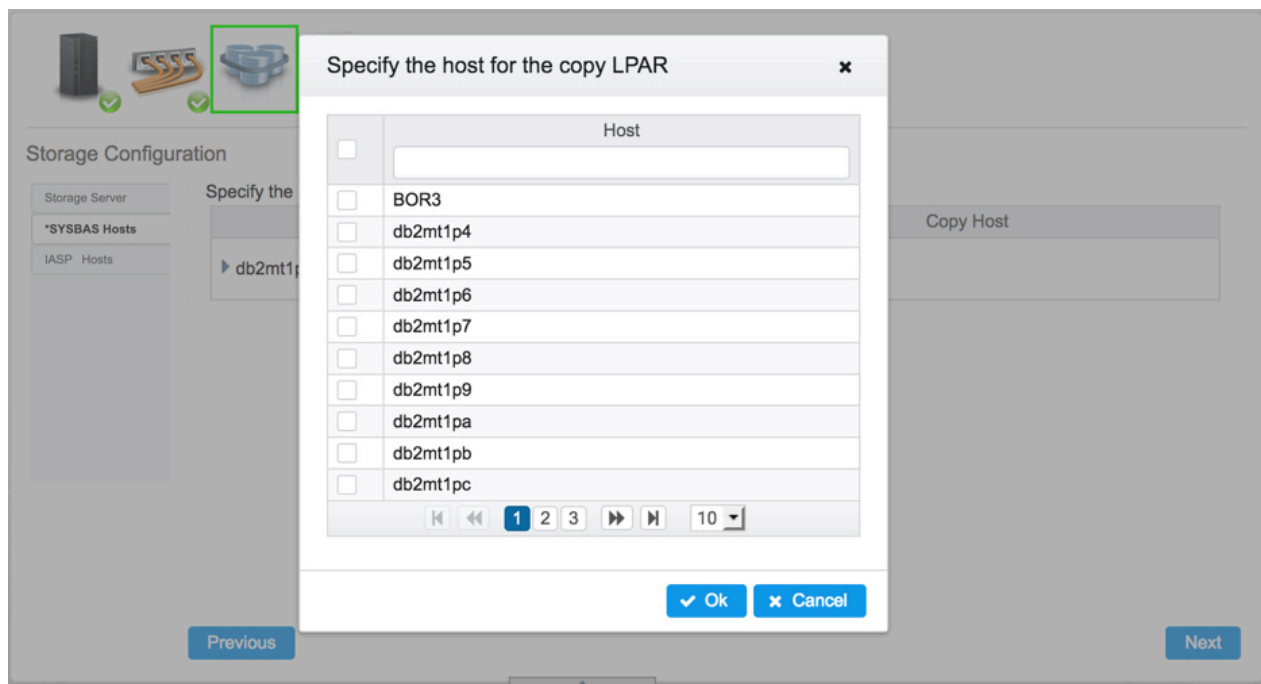 Specify the host for the copy LPAR
Host
BOR3
db2mt1p4
db2mt1p5
db2mt1p6
db2mt1p7
db2mt1p8
db2mt1p9
db2mt1pa
db2mt1pb
db2mt1pc
1 2 3 10
Ok Cancel
Storage Configuration
Storage Server
*SYSBAS Hosts
IASP Hosts
Specify the
Copy Host
Previous
Next